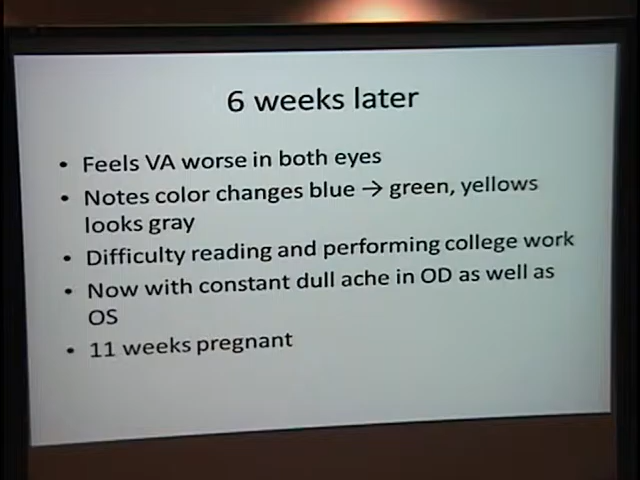 6 weeks later
• Feels VA worse in both eyes
• Notes color changes blue → green, yellows
looks gray
• Difficulty reading and performing college work
• Now with constant dull ache in OD as well as
OS
• 11 weeks pregnant